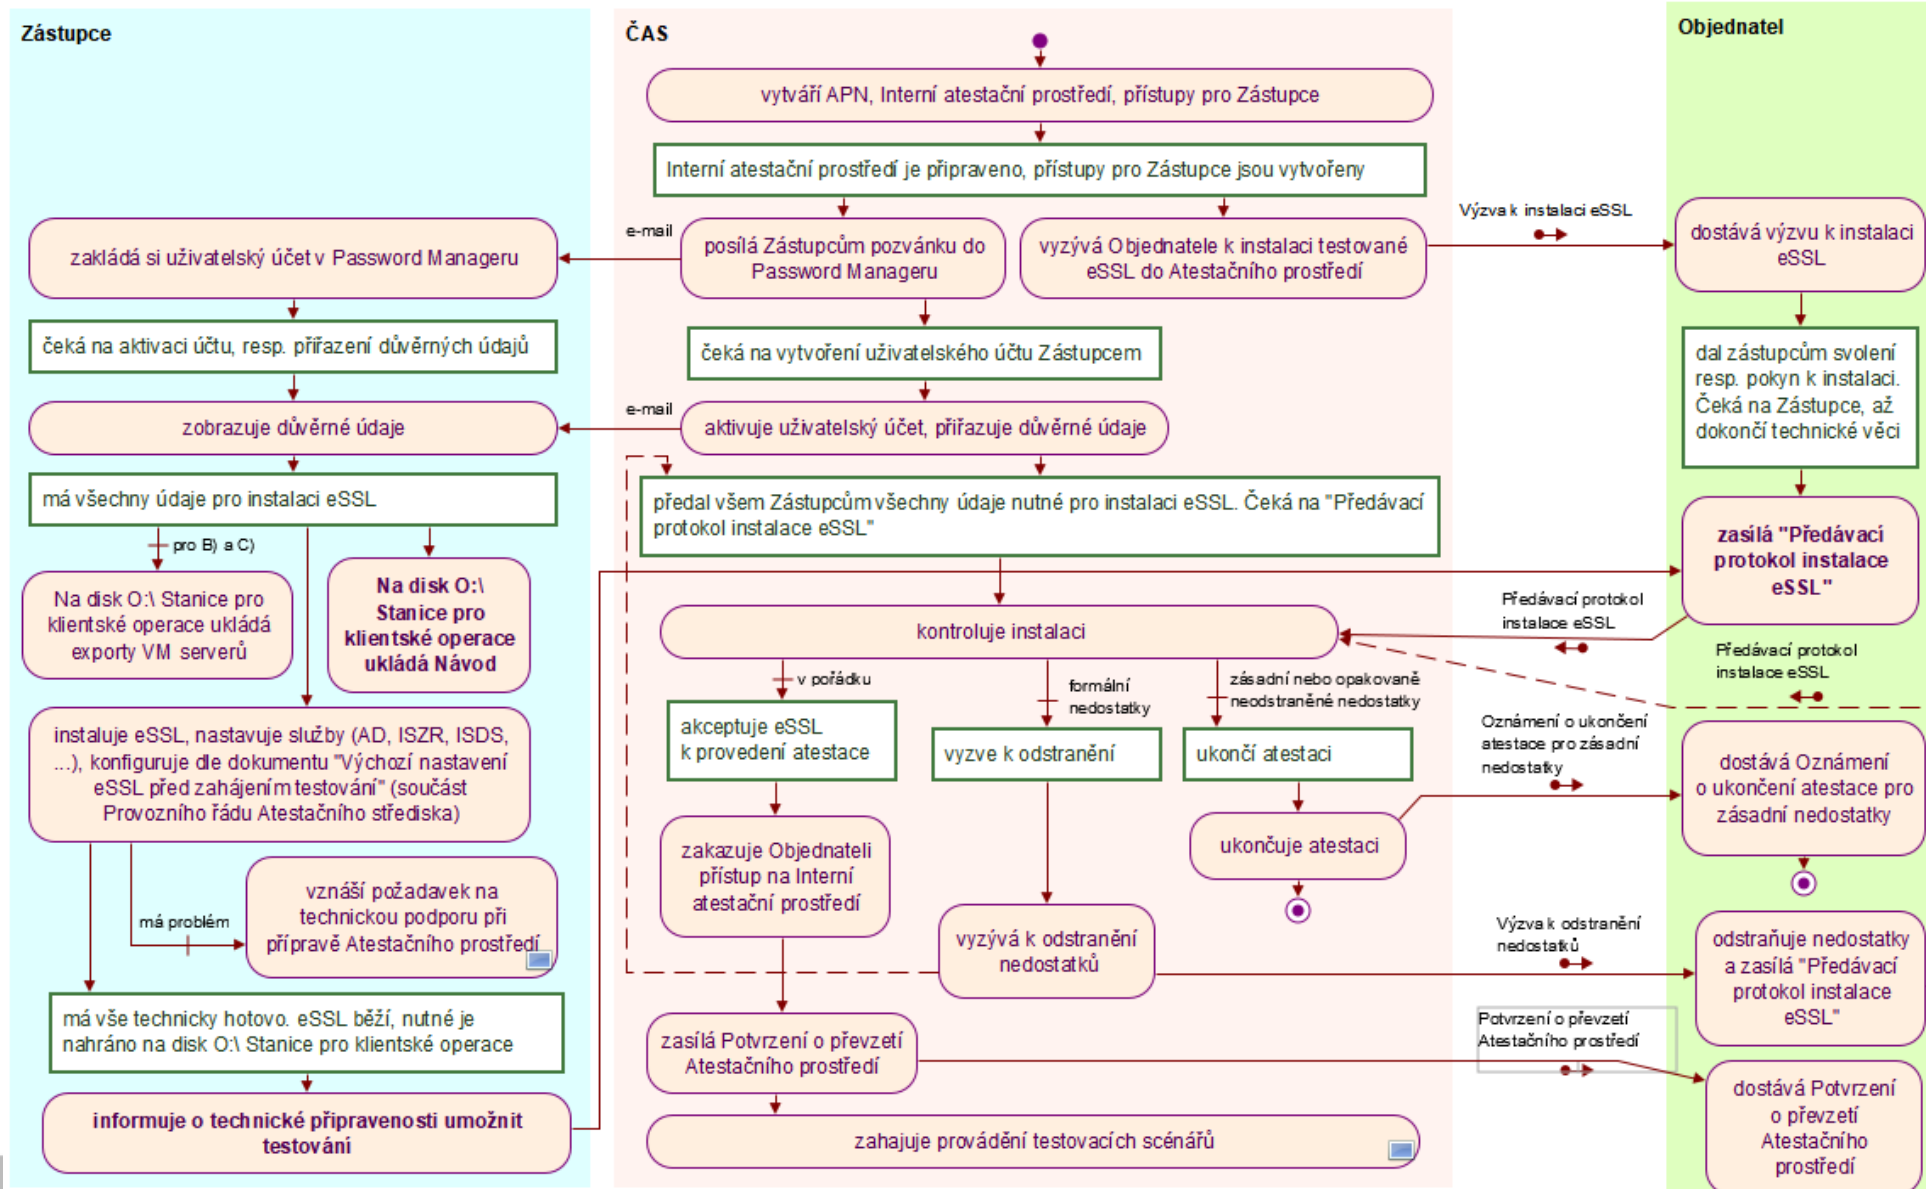 Zástupce
ČAS
Objednatel
vytváří APN, Interní atestační prostředí, přístupy pro Zástupce
Interní atestační prostředí je připraveno, přístupy pro Zástupce jsou vytvořeny
zakládá si uživatelský účet v Password Manageru
e-mail
posílá Zástupcům pozvánku do
Password Manageru
vyzývá Objednatele k instalaci testované
eSSL do Atestačního prostředí
Výzva k instalaci eSSL
dostává výzvu k instalaci
eSSL
čeká na aktivaci účtu, resp. přiřazení důvěrných údajů
čeká na vytvoření uživatelského účtu Zástupcem
dal zástupcům svolení
resp. pokyn k instalaci.
Čeká na Zástupce, až
dokončí technické věci
zobrazuje důvěrné údaje
e-mail
aktivuje uživatelský účet, přiřazuje důvěrné údaje
má všechny údaje pro instalaci eSSL
předal všem Zástupcům všechny údaje nutné pro instalaci eSSL. Čeká na "Předávací
protokol instalace eSSL"
zasílá "Předávací
protokol instalace
eSSL"
pro B) a C)
Na disk O:\ Stanice pro
klientské operace ukládá
exporty VM serverů
Na disk O:\
Stanice pro
klientské operace
ukládá Návod
kontroluje instalaci
Předávací protokol
instalace eSSL
Předávací protokol
instalace eSSL
v pořádku
formální
nedostatky
zásadní nebo opakovaně
neodstraněné nedostatky
instaluje eSSL, nastavuje služby (AD, ISZR, ISDS,
...), konfiguruje dle dokumentu "Výchozí nastavení
eSSL před zahájením testování" (součást
Provozního řádu Atestačního střediska)
akceptuje eSSL
k provedení atestace
vyzve k odstranění
ukončí atestaci
Oznámení o ukončení
atestace pro zásadní
nedostatky
dostává Oznámení
o ukončení atestace pro
zásadní nedostatky
zakazuje Objednateli
přístup na Interní
atestační prostředí
ukončuje atestaci
má problém
vznáší požadavek na
technickou podporu při
přípravě Atestačního prostředí
vyzývá k odstranění
nedostatků
Výzva k odstranění
nedostatků
odstraňuje nedostatky
a zasílá "Předávací
protokol instalace
eSSL"
má vše technicky hotovo. eSSL běží, nutné je
nahráno na disk O:\ Stanice pro klientské operace
zasílá Potvrzení o převzetí
Atestačního prostředí
Potvrzení o převzetí
Atestačního prostředí
dostává Potvrzení
o převzetí
Atestačního
prostředí
informuje o technické připravenosti umožnit
testování
zahajuje provádění testovacích scénářů